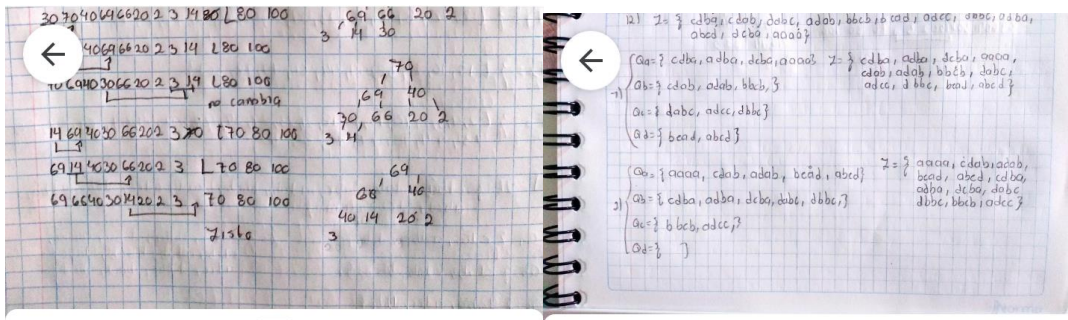 30 70 40 69 66 20 2 3 14 80 L 80 100
69 66 20 2
3 14 30
40 69 66 20 2 3 14 L 80 100
70 69 40 30 66 20 2 3 14 L 80 100
no cambia
70
69 40
30 66 20 2
3 14
14 69 40 30 66 20 2 3 70 L 70 80 100
69 14 40 30 66 20 2 3 L 70 80 100
69 66 40 30 14 20 2 3 70 80 100
Listo
69
66 40
40 14 20 2
3
12) Z = { cdba, cdab, dabc, adab, bbcb, bcad, adcc, dbbc, adba,
abcd, dcba, aaaa }
1)
Qa = { cdba, adba, dcba, aaaa }
Qb = { cdab, adab, bbcb, }
Qc = { dabc, adcc, dbbc }
Qd = { bcad, abcd }
Z = { cdba, adba, dcba, aaaa,
cdab, adab, bbcb, dabc,
adcc, dbbc, bcad, abcd }
2)
Qa = { aaaa, cdab, adab, bcad, abcd }
Qb = { cdba, adba, dcba, dabc, dbbc, }
Qc = { bbcb, adcc, }
Qd = { }
Z = { aaaa, cdab, adab,
bcad, abcd, cdba,
adba, dcba, dabc
dbbc, bbcb, adcc }